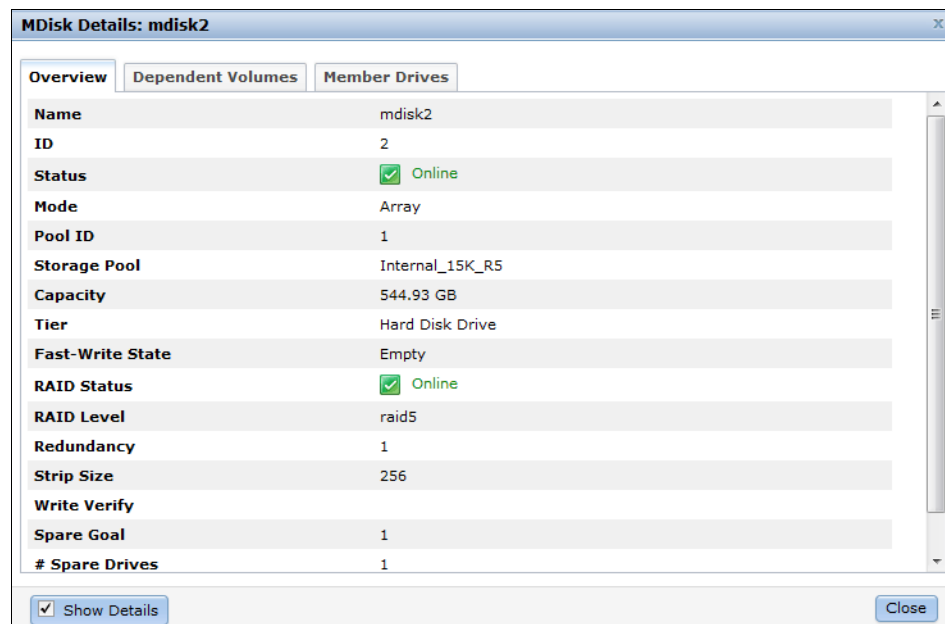 MDisk Details: mdisk2 x
Overview Dependent Volumes Member Drives
Name mdisk2
ID 2
Status Online
Mode Array
Pool ID 1
Storage Pool Internal_15K_R5
Capacity 544.93 GB
Tier Hard Disk Drive
Fast-Write State Empty
RAID Status Online
RAID Level raid5
Redundancy 1
Strip Size 256
Write Verify
Spare Goal 1
# Spare Drives 1
Show Details Close